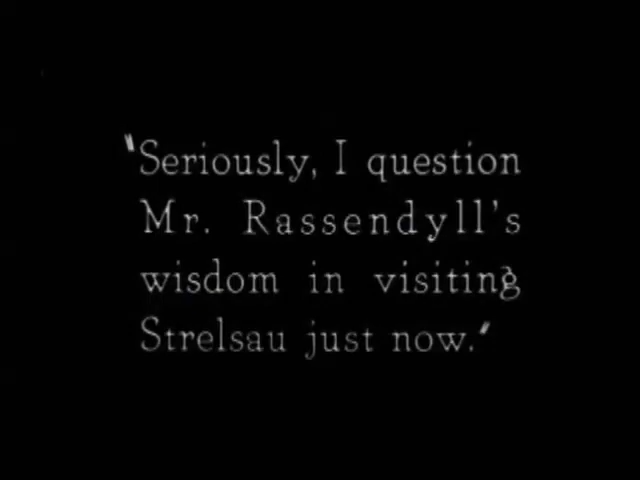 "Seriously, I question
Mr. Rassendyll's
wisdom in visiting
Strelsau just now."